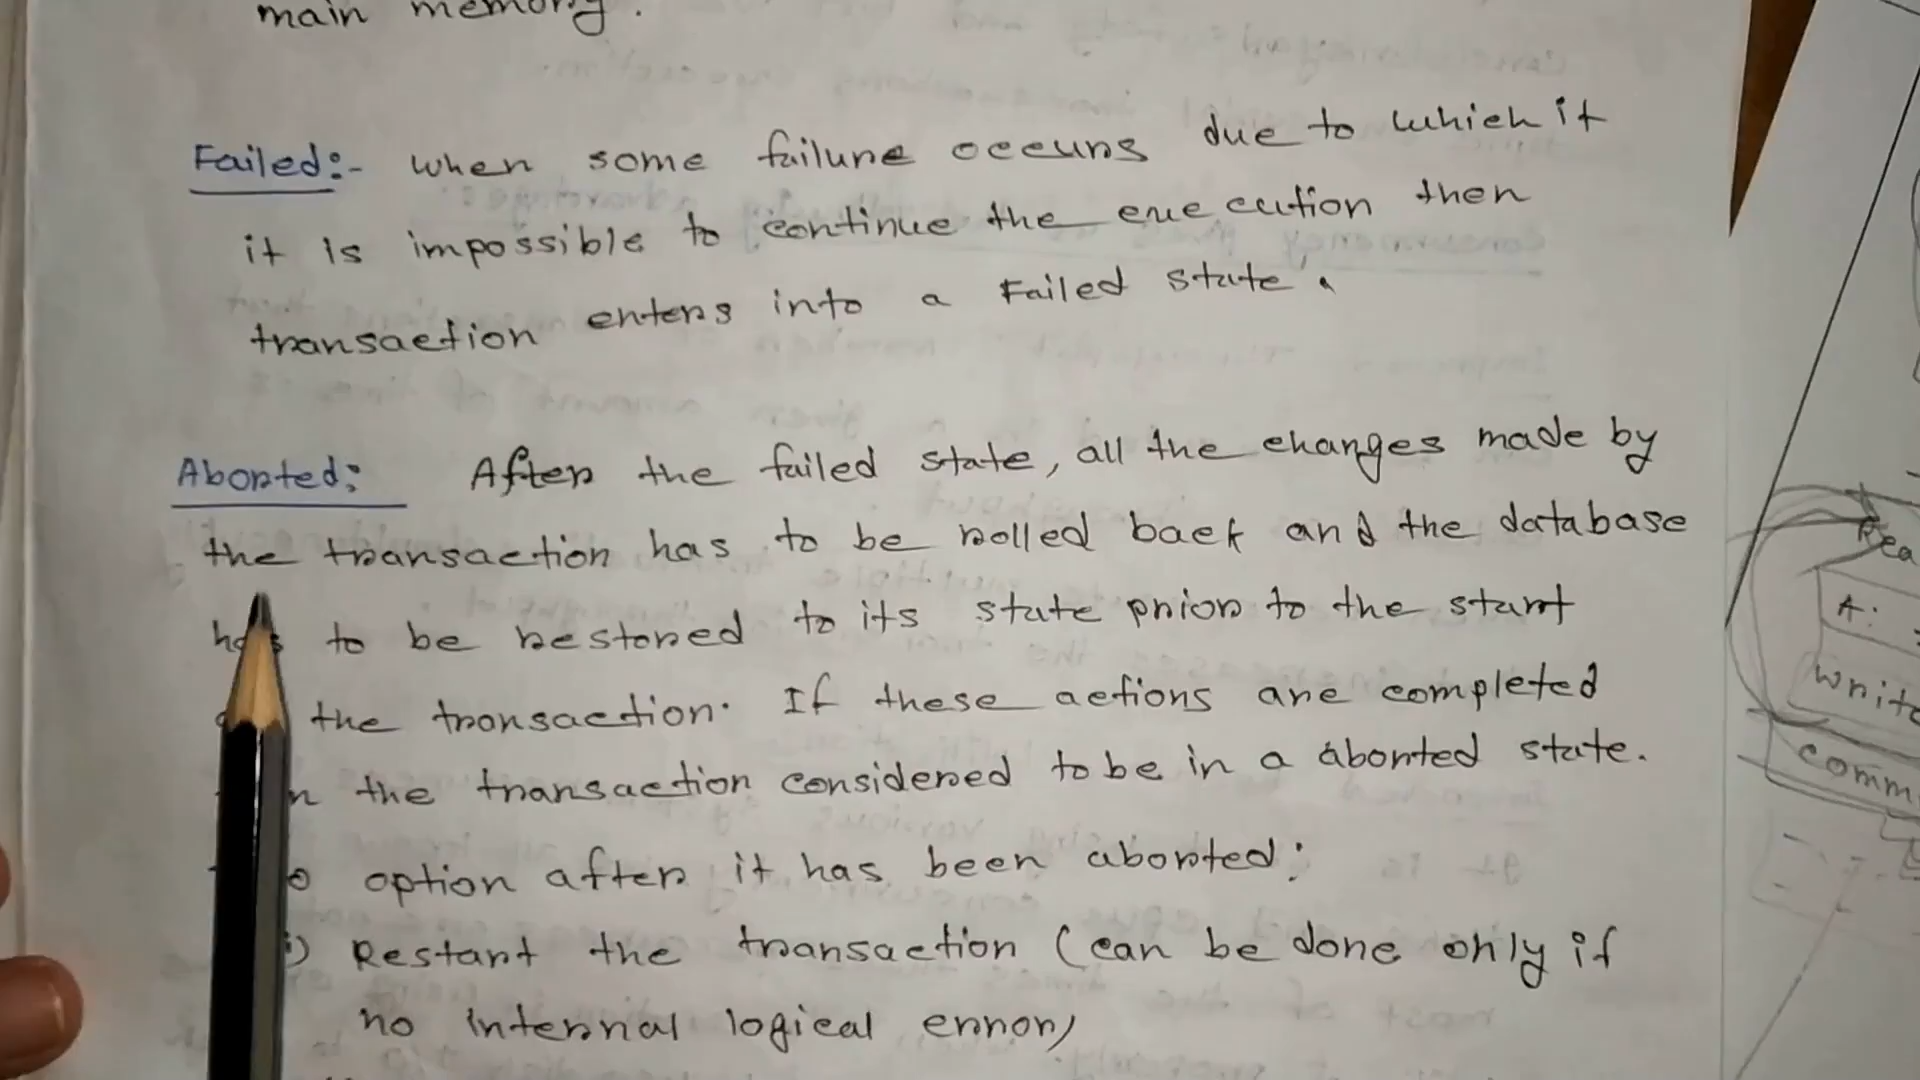 main memory.
Failed:- when some failure occurs due to which it
it is impossible to continue the execution then
transaction enters into a Failed state.
Aborted: After the failed state, all the changes made by
the transaction has to be rolled back and the database
has to be restored to its state prior to the start
the transaction. If these actions are completed
the transaction considered to be in a aborted state.
option after it has been aborted:
i) Restart the transaction (can be done only if
no internal logical error)
Rea
A:
Write
comm